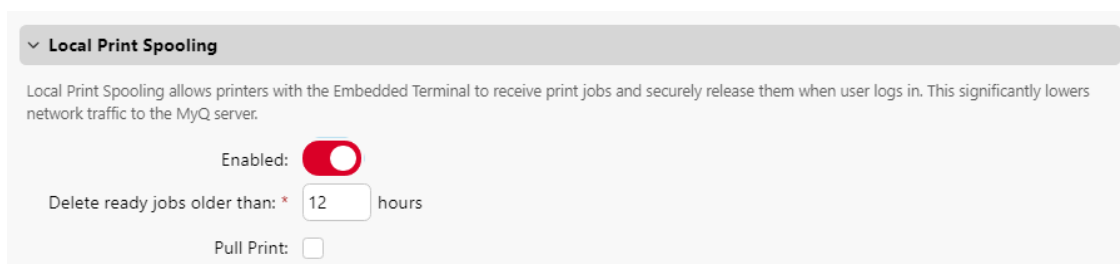 Local Print Spooling
Local Print Spooling allows printers with the Embedded Terminal to receive print jobs and securely release them when user logs in. This significantly lowers
network traffic to the MyQ server.
Enabled:
Delete ready jobs older than: * 12 hours
Pull Print: